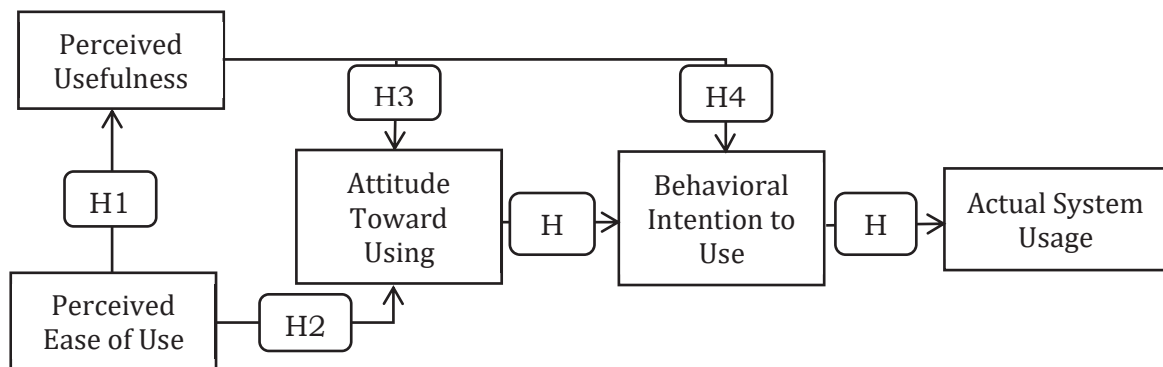 Perceived
Usefulness
H3
H4
H1
Attitude
Toward
Using
H
Behavioral
Intention to
Use
H
Actual System
Usage
Perceived
Ease of Use
H2